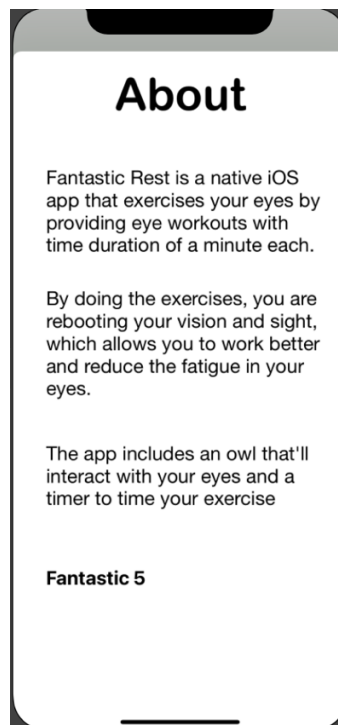 About
Fantastic Rest is a native iOS
app that exercises your eyes by
providing eye workouts with
time duration of a minute each.
By doing the exercises, you are
rebooting your vision and sight,
which allows you to work better
and reduce the fatigue in your
eyes.
The app includes an owl that'll
interact with your eyes and a
timer to time your exercise
Fantastic 5